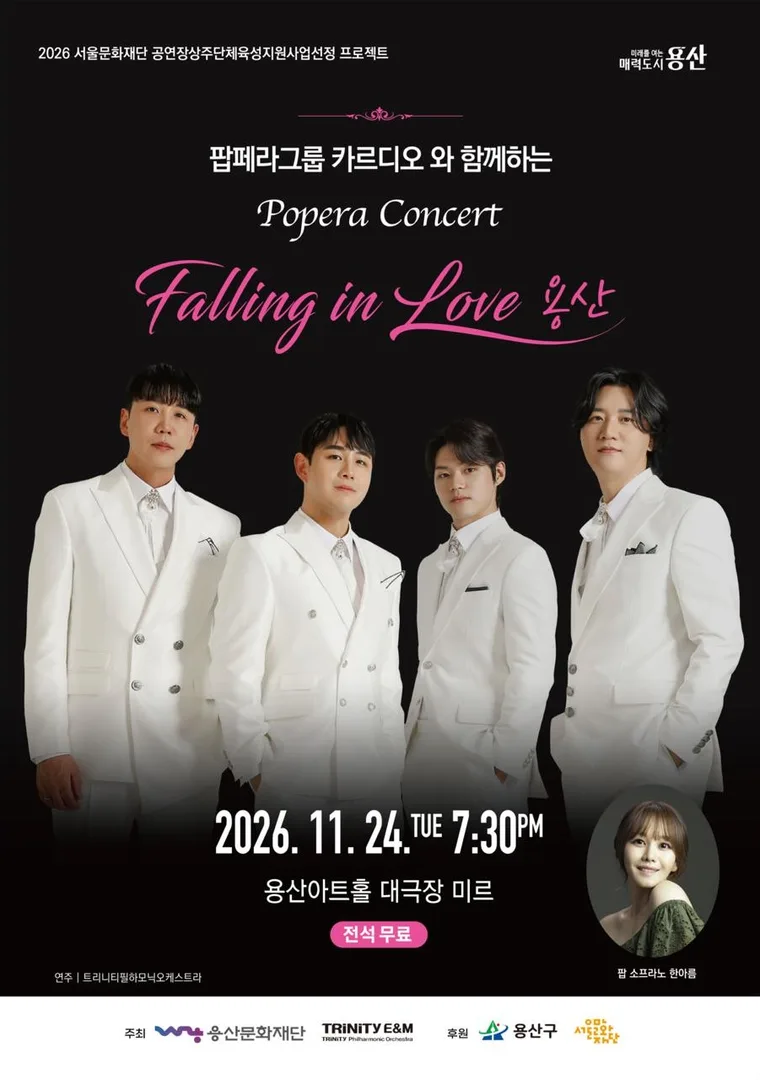 2026 서울문화재단 공연장상주단체육성지원사업선정 프로젝트
미래를 여는
매력도시 용산
팝페라그룹 카르디오 와 함께하는
Popera Concert
Falling in Love 용산
2026. 11. 24. TUE 7:30PM
용산아트홀 대극장 미르
전석 무료
연주 | 트리니티필하모닉오케스트라
팝 소프라노 한아름
주최 용산문화재단 TRINITY E&M
TRINITY Philharmonic Orchestra
후원 용산구 서울문화재단